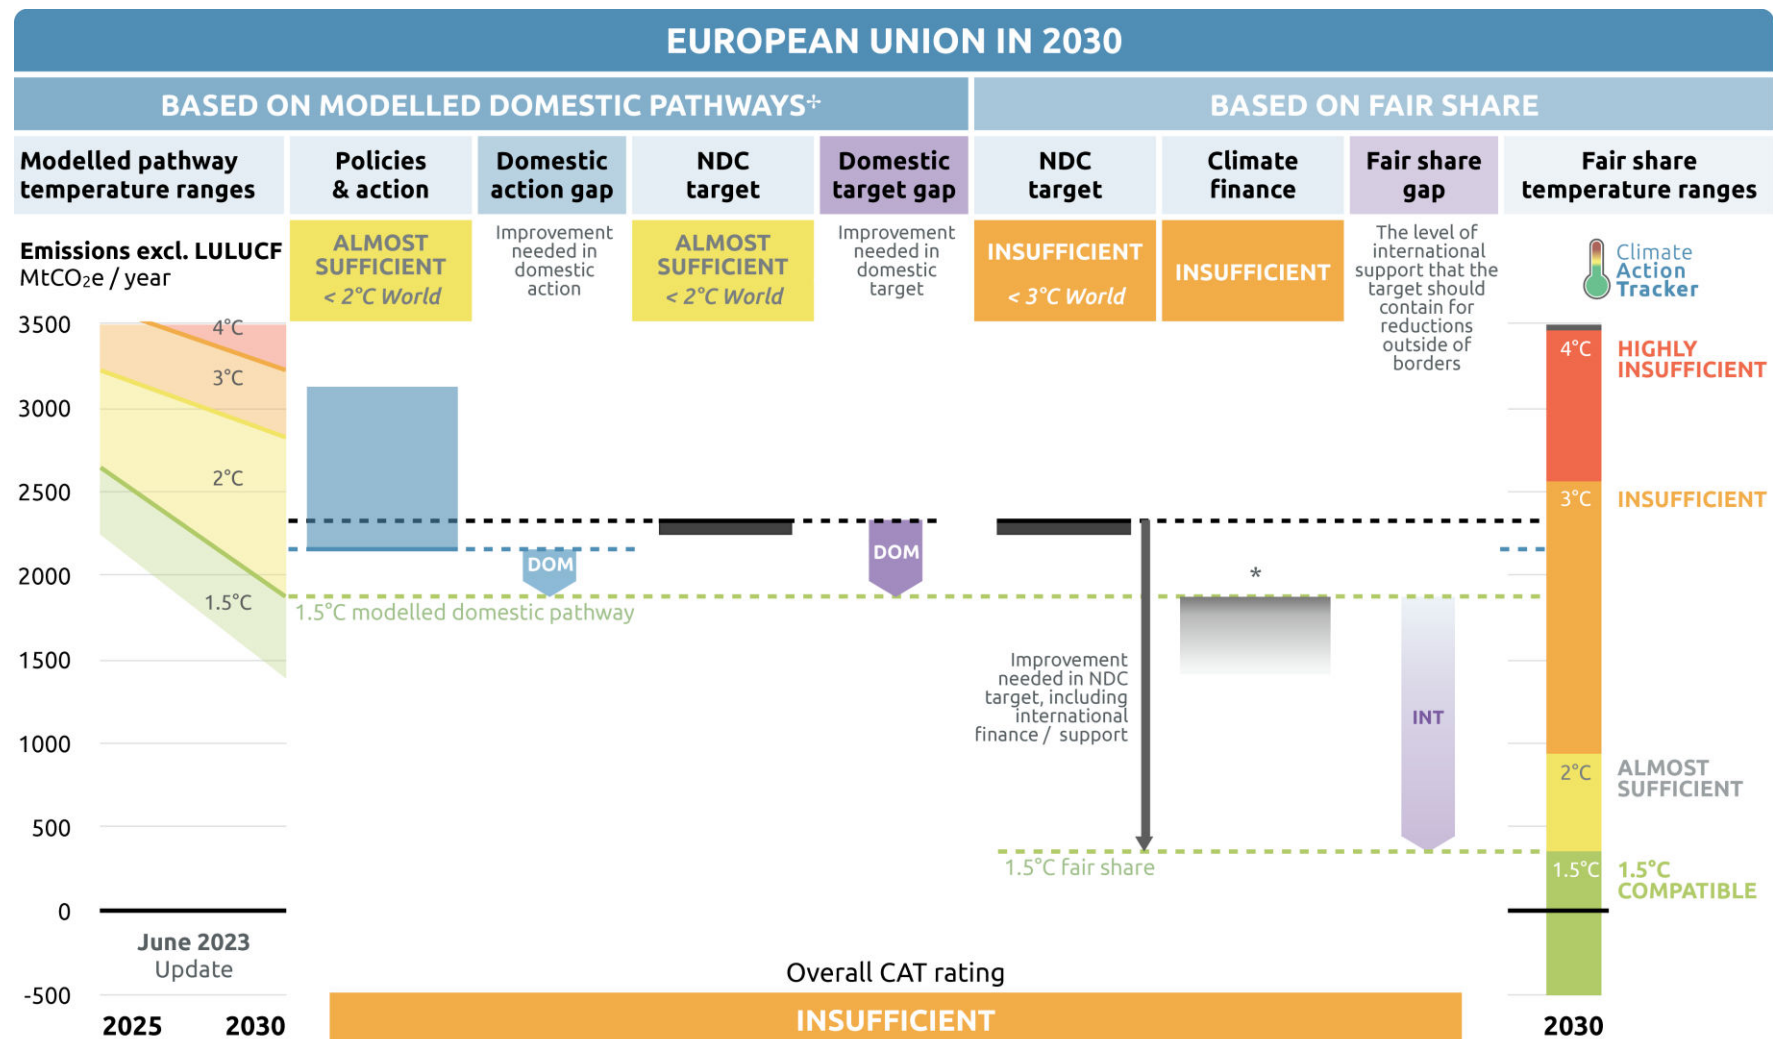 EUROPEAN UNION IN 2030
BASED ON MODELLED DOMESTIC PATHWAYS✢
BASED ON FAIR SHARE
Modelled pathway
temperature ranges
Policies
& action
Domestic
action gap
NDC
target
Domestic
target gap
NDC
target
Climate
finance
Fair share
gap
Fair share
temperature ranges
Emissions excl. LULUCF
MtCO₂e / year
ALMOST
SUFFICIENT
< 2°C World
Improvement
needed in
domestic
action
ALMOST
SUFFICIENT
< 2°C World
Improvement
needed in
domestic
target
INSUFFICIENT
< 3°C World
INSUFFICIENT
The level of
international
support that the
target should
contain for
reductions
outside of
borders
Climate
Action
Tracker
3500
3000
2500
2000
1500
1000
500
0
-500
4°C
3°C
2°C
1.5°C
DOM
DOM
*
1.5°C modelled domestic pathway
Improvement
needed in NDC
target, including
international
finance / support
INT
1.5°C fair share
4°C
HIGHLY
INSUFFICIENT
3°C
INSUFFICIENT
2°C
ALMOST
SUFFICIENT
1.5°C
1.5°C
COMPATIBLE
June 2023
Update
2025
2030
Overall CAT rating
INSUFFICIENT
2030